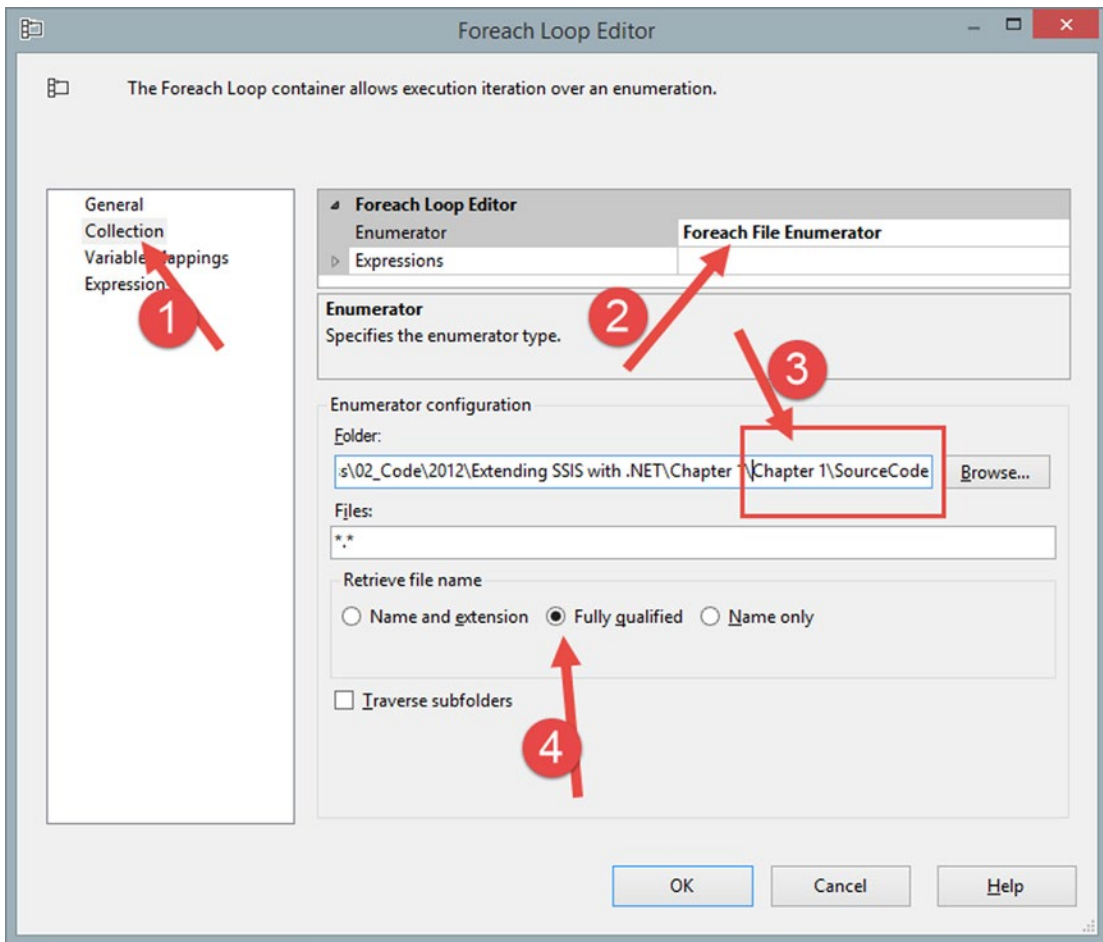 Foreach Loop Editor
The Foreach Loop container allows execution iteration over an enumeration.
General
Collection
Variable Mappings
Expression
1
Foreach Loop Editor
Enumerator
Foreach File Enumerator
Expressions
Enumerator
Specifies the enumerator type.
2
3
Enumerator configuration
Folder:
s\02_Code\2012\Extending SSIS with .NET\Chapter 1\Chapter 1\SourceCode
Browse...
Files:
*.*
Retrieve file name
Name and extension
Fully qualified
Name only
Traverse subfolders
4
OK
Cancel
Help